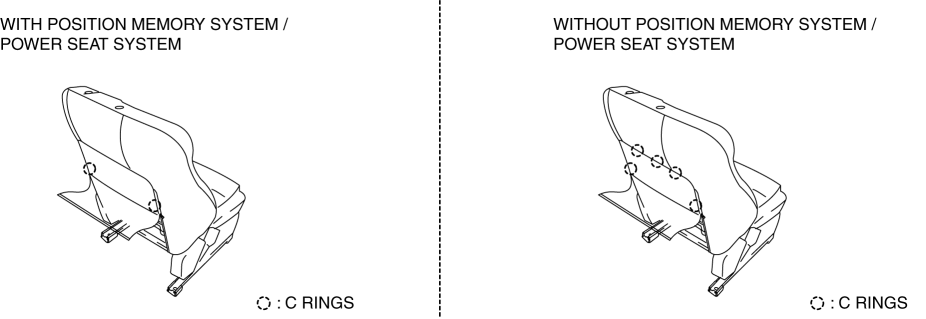 WITH POSITION MEMORY SYSTEM /
POWER SEAT SYSTEM
: C RINGS
WITHOUT POSITION MEMORY SYSTEM /
POWER SEAT SYSTEM
: C RINGS